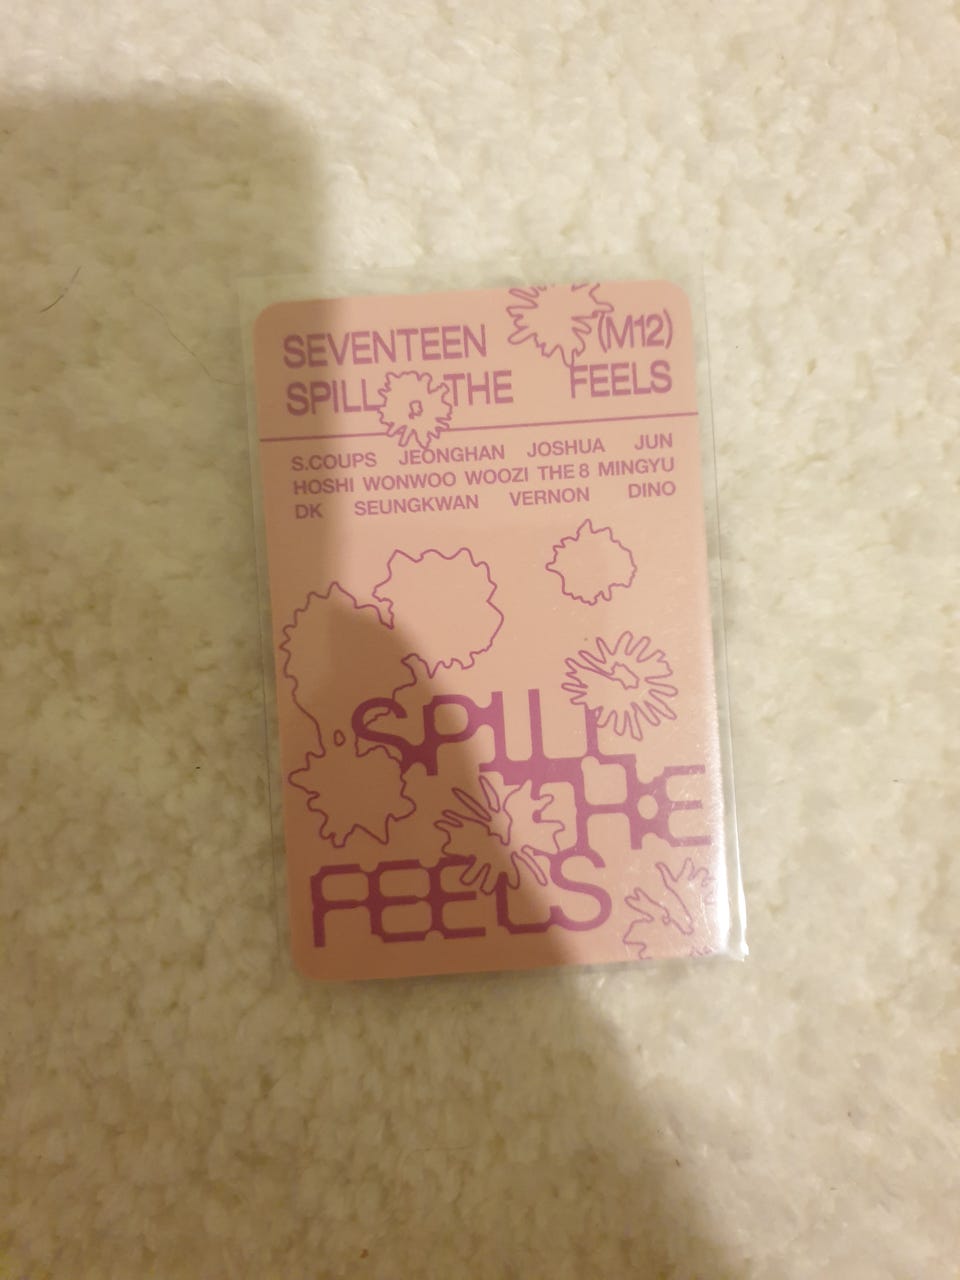 SEVENTEEN (M12)
SPILL THE FEELS
S.COUPS JEONGHAN JOSHUA JUN
HOSHI WONWOO WOOZI THE 8 MINGYU
DK SEUNGKWAN VERNON DINO
SPILL
THE
FEELS